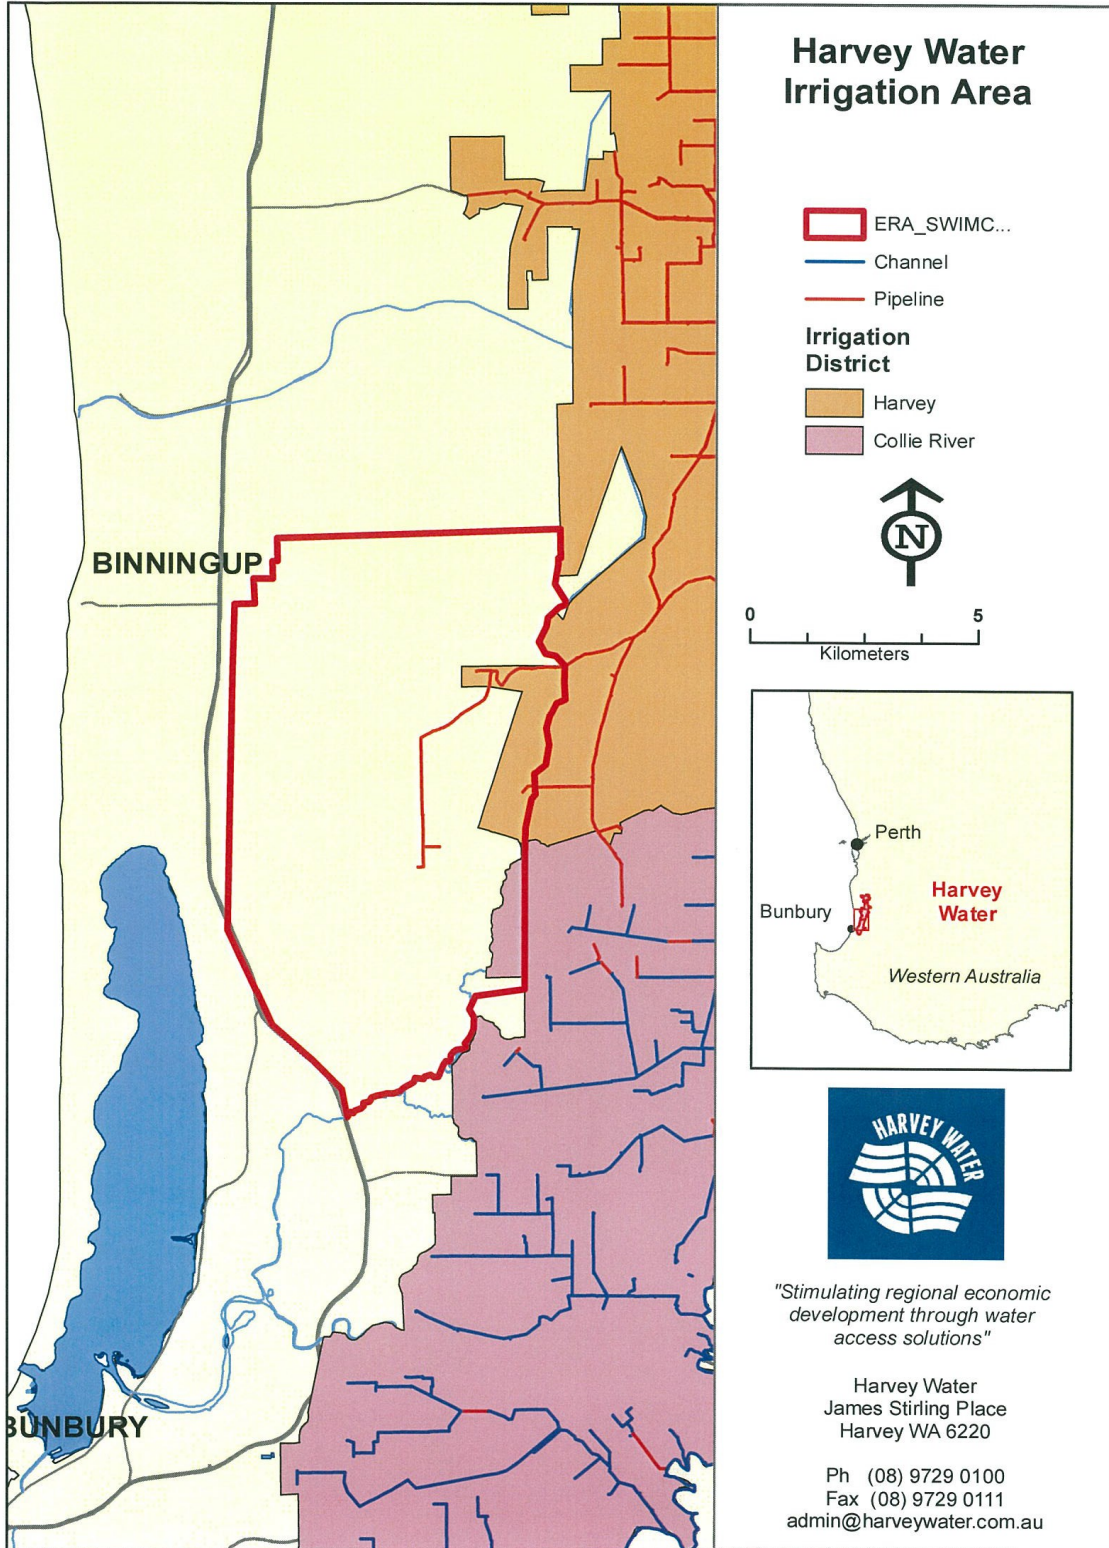 Harvey Water
Irrigation Area
ERA_SWIMC...
Channel
Pipeline
Irrigation
District
Harvey
Collie River
N
0 5
Kilometers
BINNINGUP
BUNBURY
Perth
Bunbury
Harvey
Water
Western Australia
HARVEY WATER
"Stimulating regional economic
development through water
access solutions"
Harvey Water
James Stirling Place
Harvey WA 6220
Ph (08) 9729 0100
Fax (08) 9729 0111
admin@harveywater.com.au